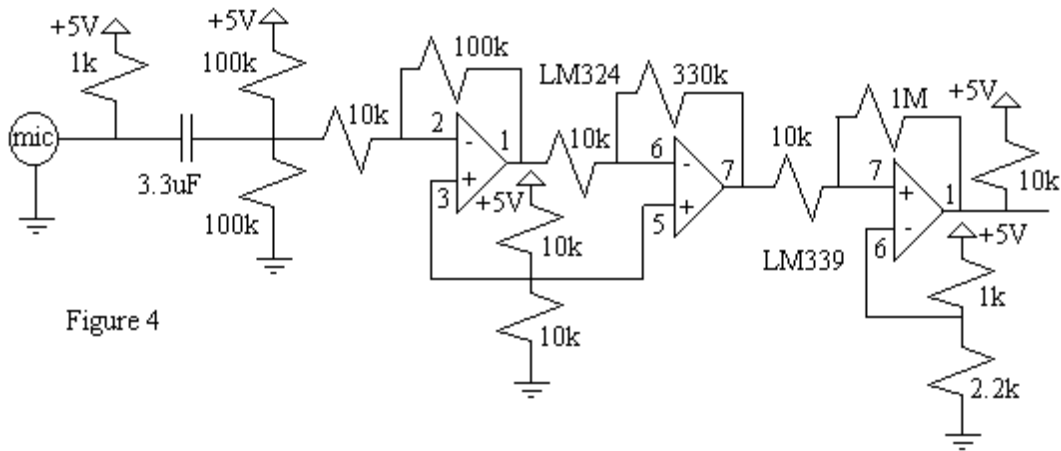 +5V
1k
+5V
100k
100k
LM324
330k
10k
mic
3.3uF
100k
2
-
1
+
3
10k
+5V
10k
10k
6
-
7
+
5
10k
1M
+5V
10k
7
+
1
-
6
LM339
+5V
1k
2.2k
Figure 4